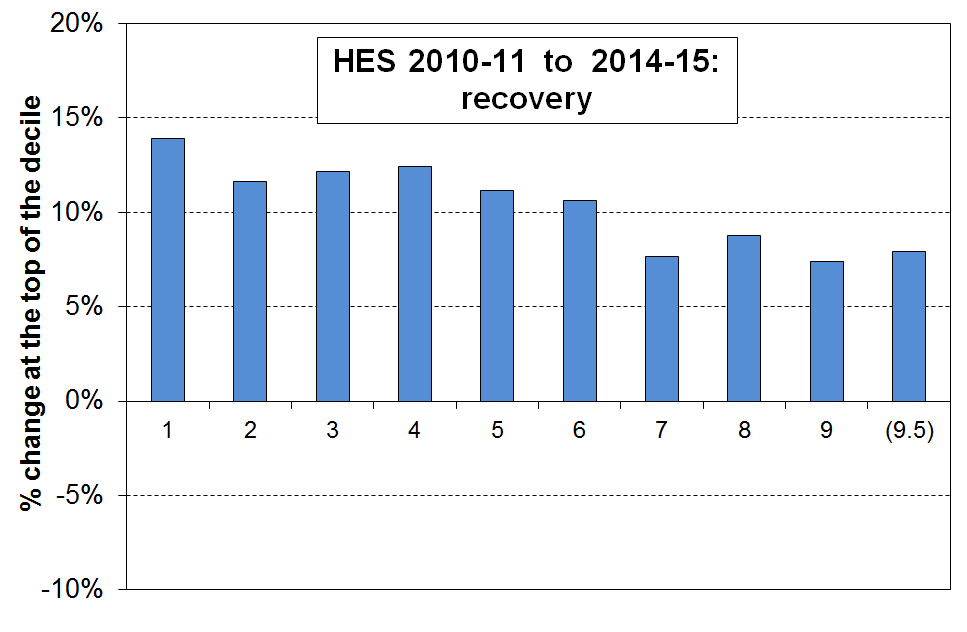 HES 2010-11 to 2014-15:
recovery
% change at the top of the decile
20%
15%
10%
5%
0%
-5%
-10%
1 2 3 4 5 6 7 8 9 (9.5)